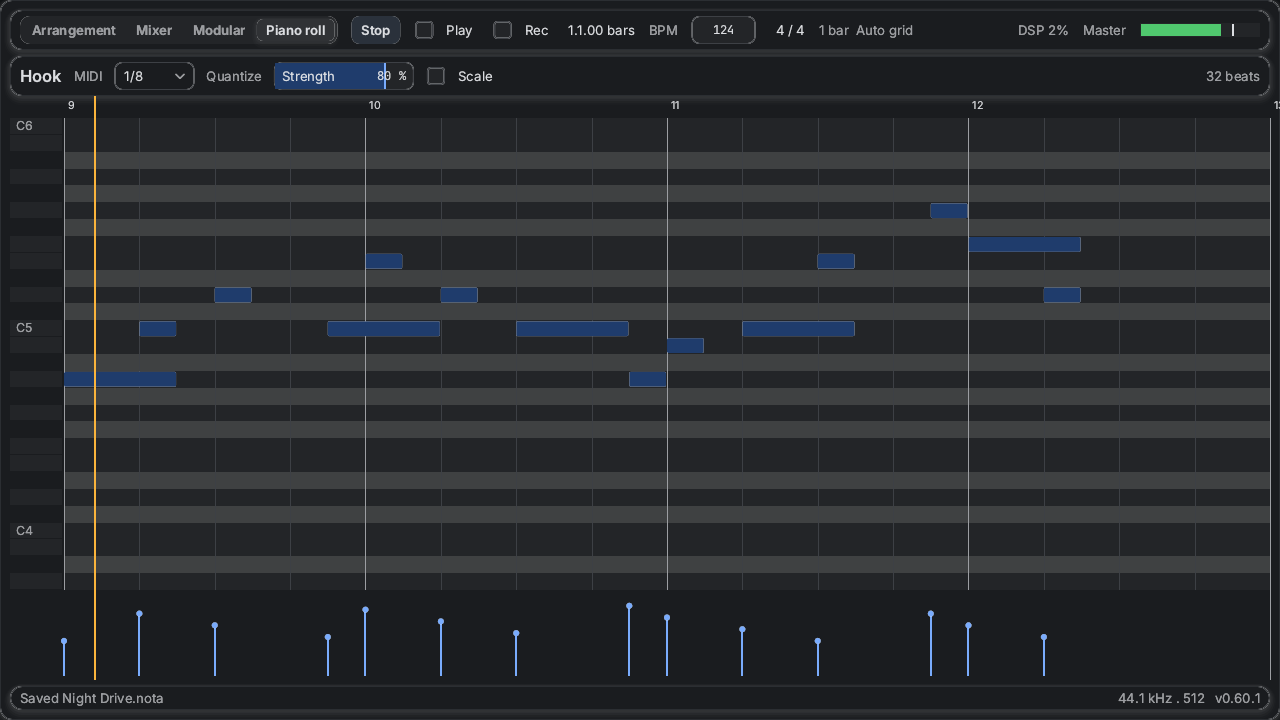 Arrangement Mixer Modular Piano roll Stop Play Rec 1.1.00 bars BPM 124 4 / 4 1 bar Auto grid DSP 2% Master
Hook MIDI 1/8 Quantize Strength 80 % Scale 32 beats
9 10 11 12
C6
C5
C4
Saved Night Drive.nota 44.1 kHz . 512 v0.60.1